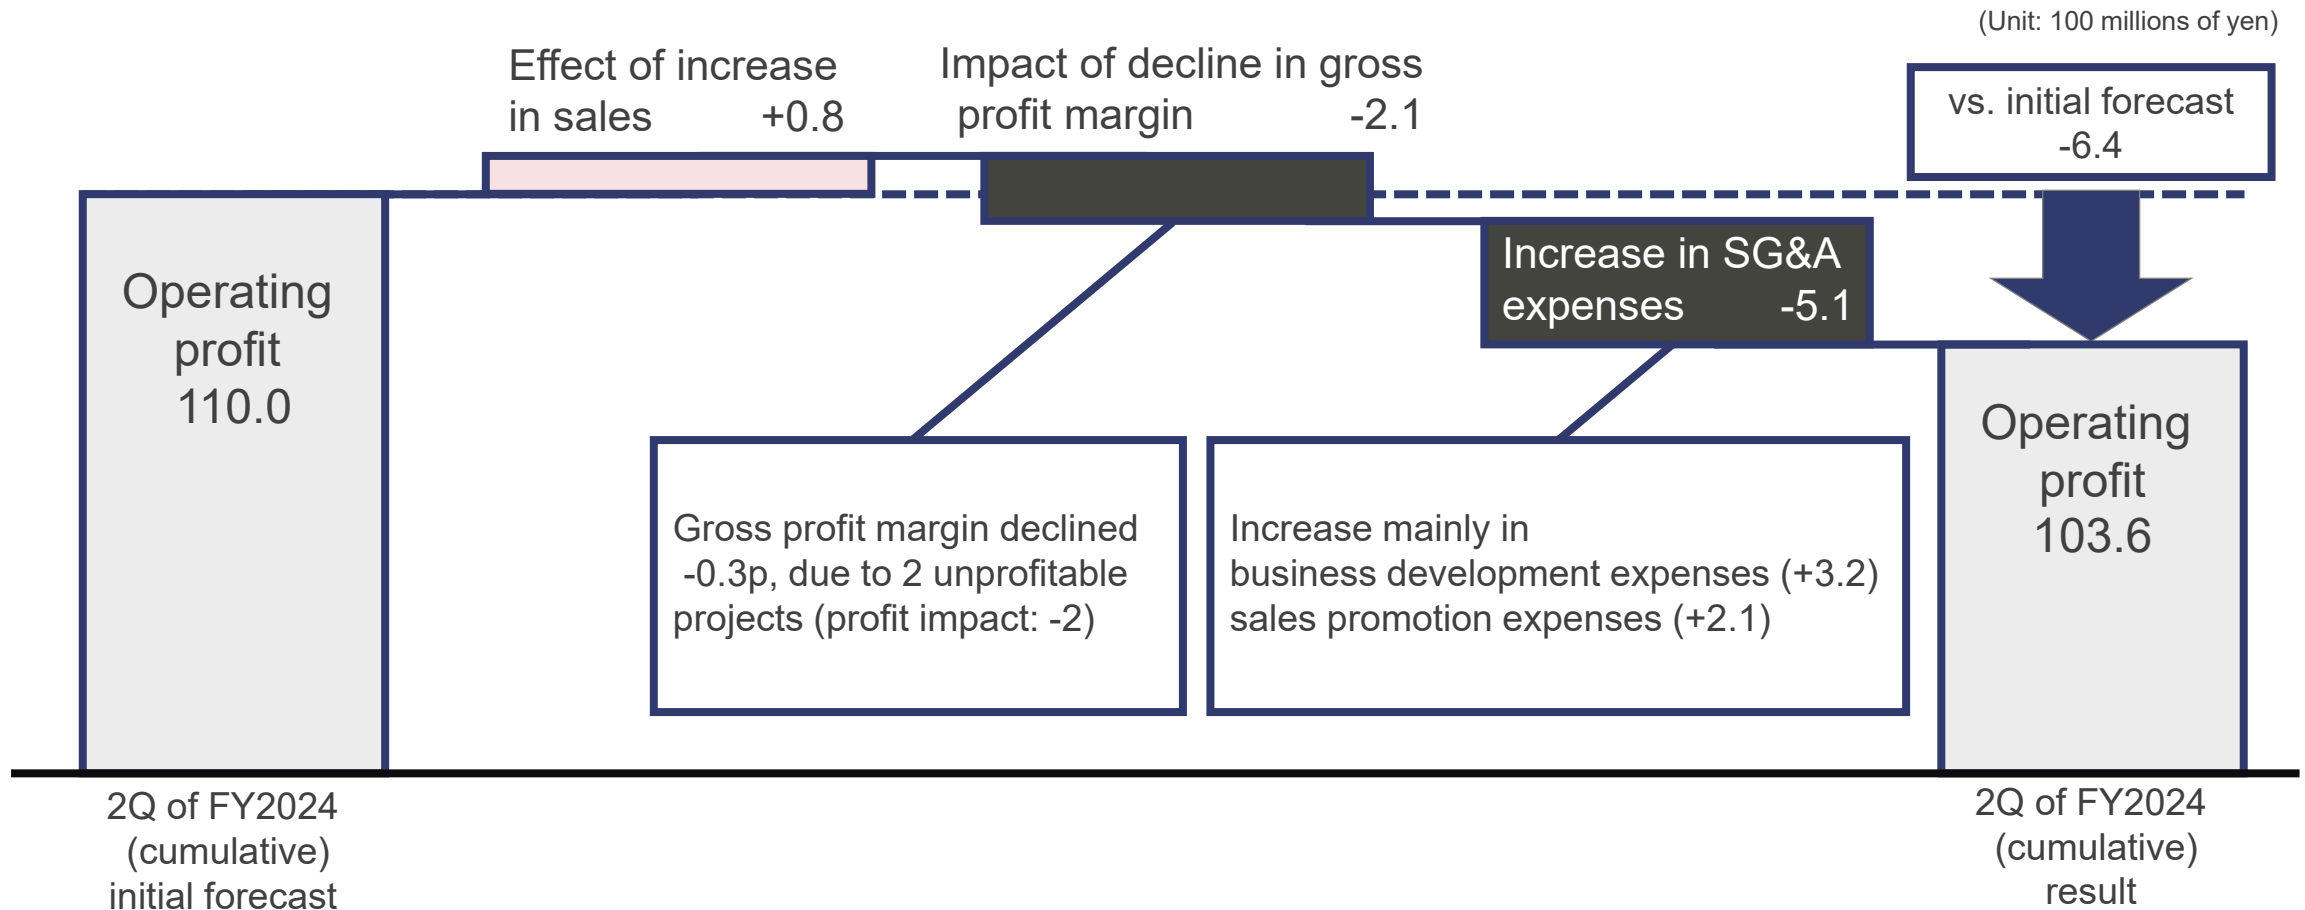 (Unit: 100 millions of yen)
Effect of increase
in sales +0.8
Impact of decline in gross
profit margin -2.1
vs. initial forecast
-6.4
Operating
profit
110.0
Increase in SG&A
expenses -5.1
Operating
profit
103.6
Gross profit margin declined
-0.3p, due to 2 unprofitable
projects (profit impact: -2)
Increase mainly in
business development expenses (+3.2)
sales promotion expenses (+2.1)
2Q of FY2024
(cumulative)
initial forecast
2Q of FY2024
(cumulative)
result